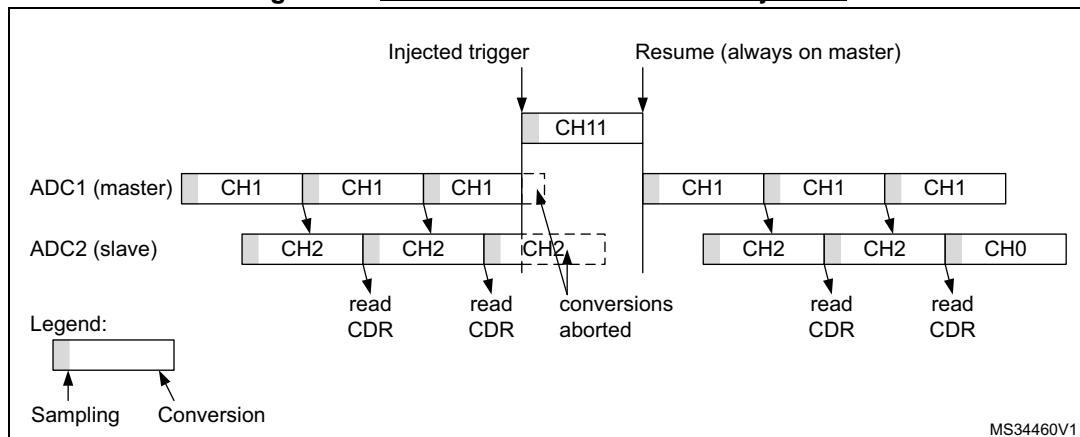 Injected trigger
Resume (always on master)
CH11
ADC1 (master)
CH1
CH1
CH1
CH1
CH1
CH1
ADC2 (slave)
CH2
CH2
CH2
CH2
CH2
CH0
read
CDR
read
CDR
conversions
aborted
read
CDR
read
CDR
Legend:
Sampling
Conversion
MS34460V1